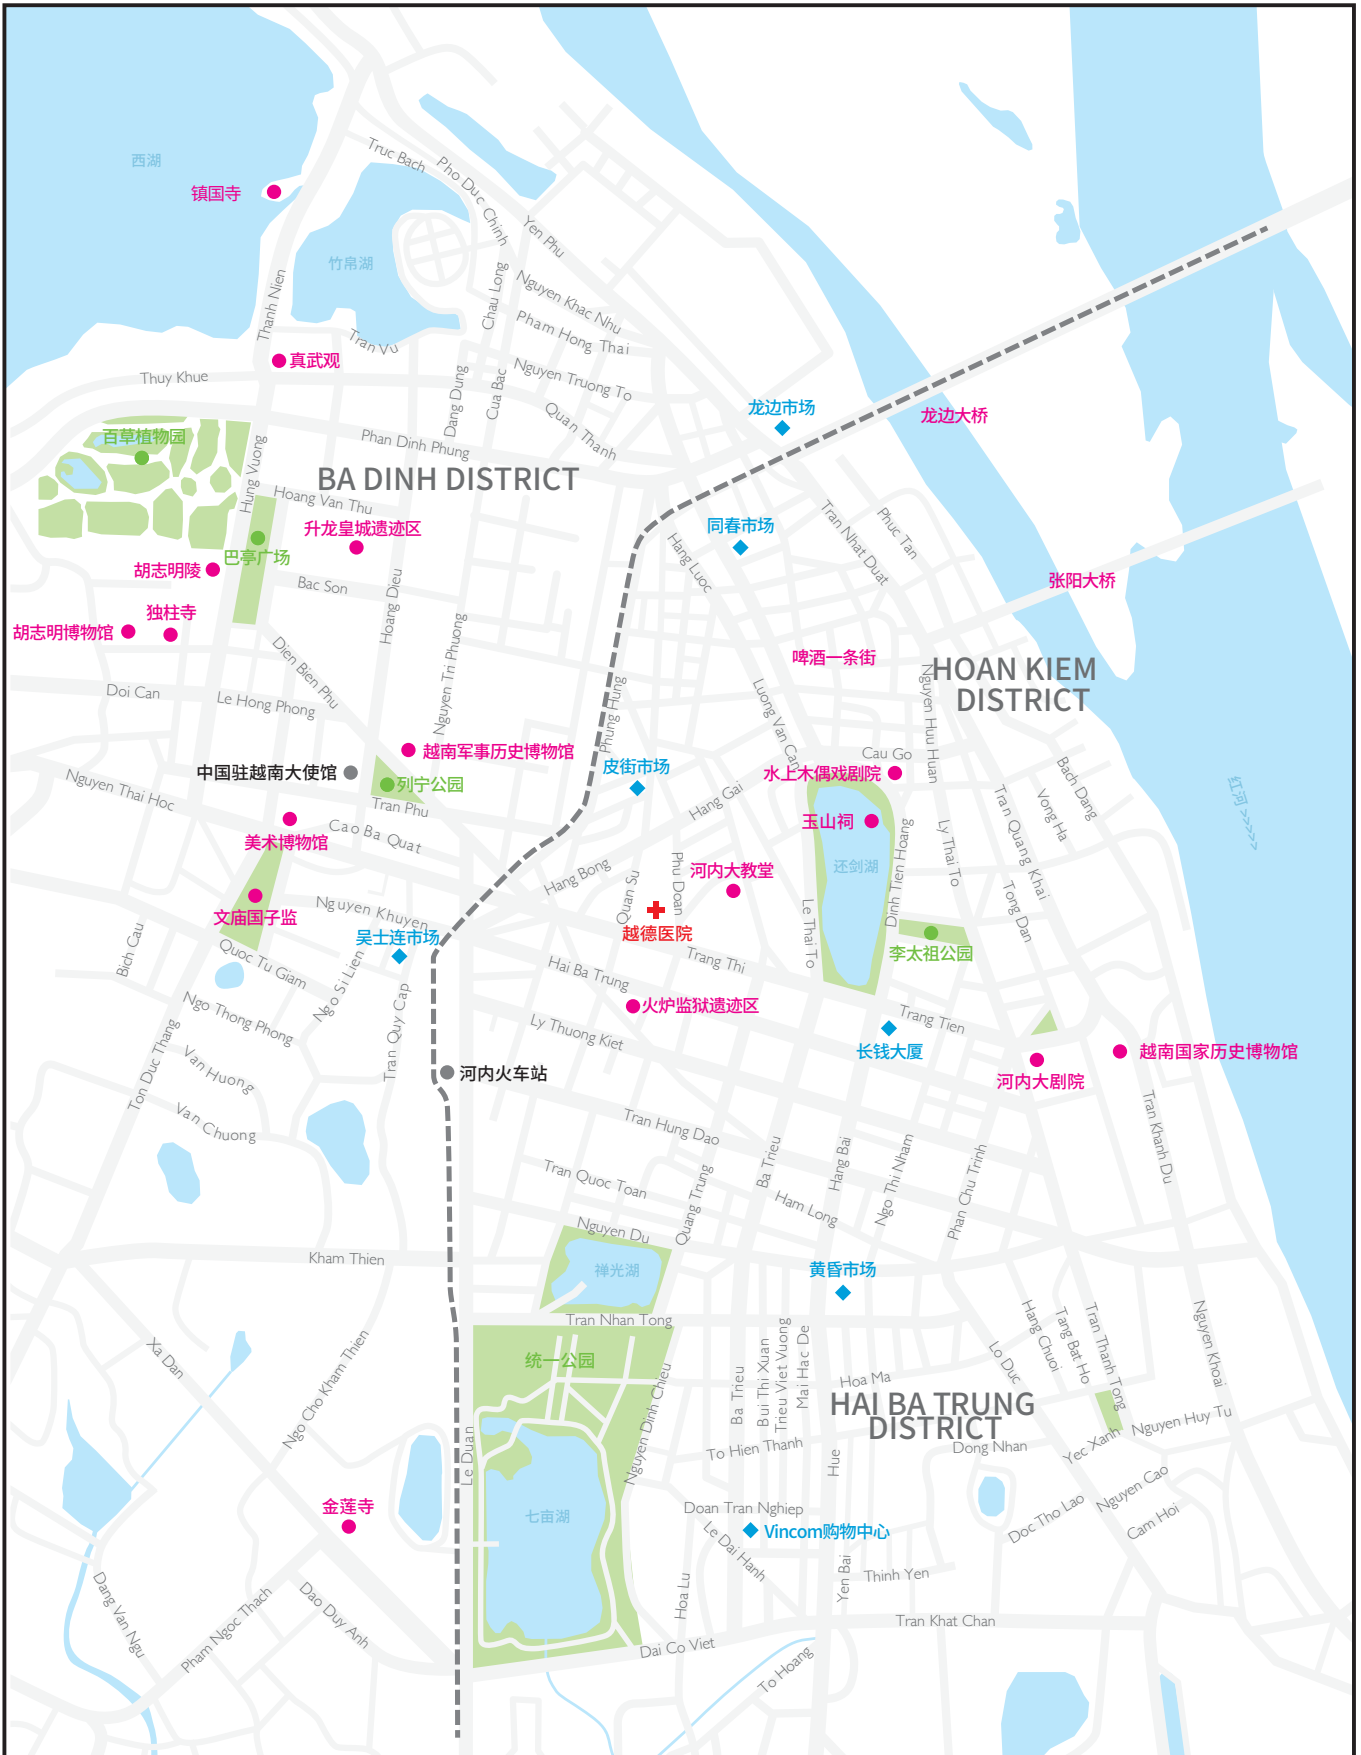 Truc Bach
Pho Duc Chinh
西湖
镇国寺
Yen Phu
竹帛湖
Thanh Nien
Chau Long
Nguyen Khac Nhu
Pham Hong Thai
Tran Vu
真武观
Thuy Khue
Nguyen Truong To
Dang Dung
Cua Bac
Quan Thanh
龙边市场
龙边大桥
百草植物园
Phan Dinh Phung
Hung Vuong
BA DINH DISTRICT
Hoang Van Thu
升龙皇城遗迹区
同春市场
Tran Nhat Duat
Phuc Tan
Hang Luoc
巴亭广场
胡志明陵
Bac Son
Hoang Dieu
张阳大桥
独柱寺
胡志明博物馆
Dien Bien Phu
Nguyen Tri Phuong
啤酒一条街
HOAN KIEM
DISTRICT
Doi Can
Le Hong Phong
Phung Hung
Luong Van Can
Nguyen Huu Huan
越南军事历史博物馆
Cau Go
中国驻越南大使馆
皮街市场
水上木偶戏剧院
列宁公园
Nguyen Thai Hoc
Tran Phu
Hang Gai
Bach Dang
Vong Ha
Tran Quang Khai
红河 >>>>>
玉山祠
美术博物馆
Cao Ba Quat
Ly Thai To
Dinh Tien Hoang
还剑湖
河内大教堂
Hang Bong
Phu Doan
Quan Su
文庙国子监
Nguyen Khuyen
越德医院
Le Thai To
Tong Dan
李太祖公园
吴士连市场
Bich Cau
Quoc Tu Giam
Ngo Si Lien
Trang Thi
Hai Ba Trung
火炉监狱遗迹区
Ngo Thong Phong
Tran Quy Cap
Ly Thuong Kiet
Trang Tien
长钱大厦
越南国家历史博物馆
河内大剧院
Ton Duc Thang
Van Huong
河内火车站
Van Chuong
Tran Hung Dao
Tran Khanh Du
Tran Quoc Toan
Quang Trung
Ba Trieu
Hang Bai
Ngo Thi Nham
Phan Chu Trinh
Ham Long
Nguyen Du
Kham Thien
禅光湖
黄昏市场
Tran Nhan Tong
Xa Dan
Ngo Cho Kham Thien
统一公园
Nguyen Dinh Chieu
Ba Trieu
Bui Thi Xuan
Trieu Viet Vuong
Mai Hac De
Hoa Ma
Lo Duc
Hang Chuoi
Tang Bat Ho
Tran Thanh Tong
Nguyen Khoai
HAI BA TRUNG
DISTRICT
Le Duan
To Hien Thanh
Hue
Dong Nhan
Yec Xanh
Nguyen Huy Tu
Nguyen Cao
金莲寺
七亩湖
Doan Tran Nghiep
Vincom购物中心
Le Dai Hanh
Doc Tho Lao
Cam Hoi
Dang Van Ngu
Pham Ngoc Thach
Dao Duy Anh
Hoa Lu
Yen Bai
Thinh Yen
Tran Khat Chan
Dai Co Viet
To Hoang